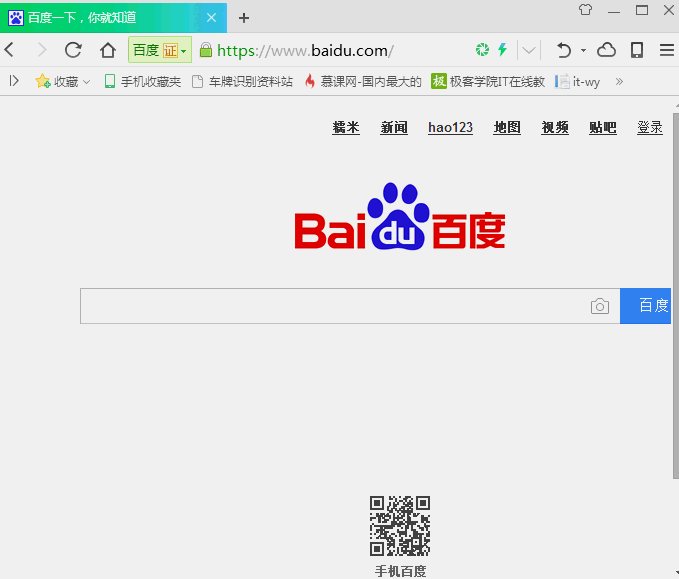 百度一下，你就知道
百度 证 https://www.baidu.com/
收藏 手机收藏夹 车牌识别资料站 慕课网-国内最大的 极 极客学院IT在线教 it-wy
糯米 新闻 hao123 地图 视频 贴吧 登录
Bai du 百度
百度
手机百度